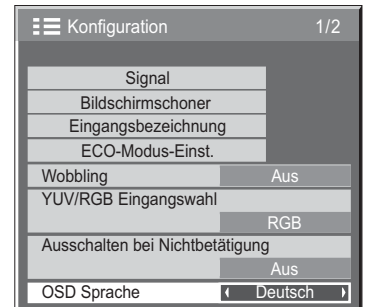 Konfiguration 1/2
Signal
Bildschirmschoner
Eingangsbezeichnung
ECO-Modus-Einst.
Wobbling Aus
YUV/RGB Eingangswahl
RGB
Ausschalten bei Nichtbetätigung
Aus
OSD Sprache Deutsch